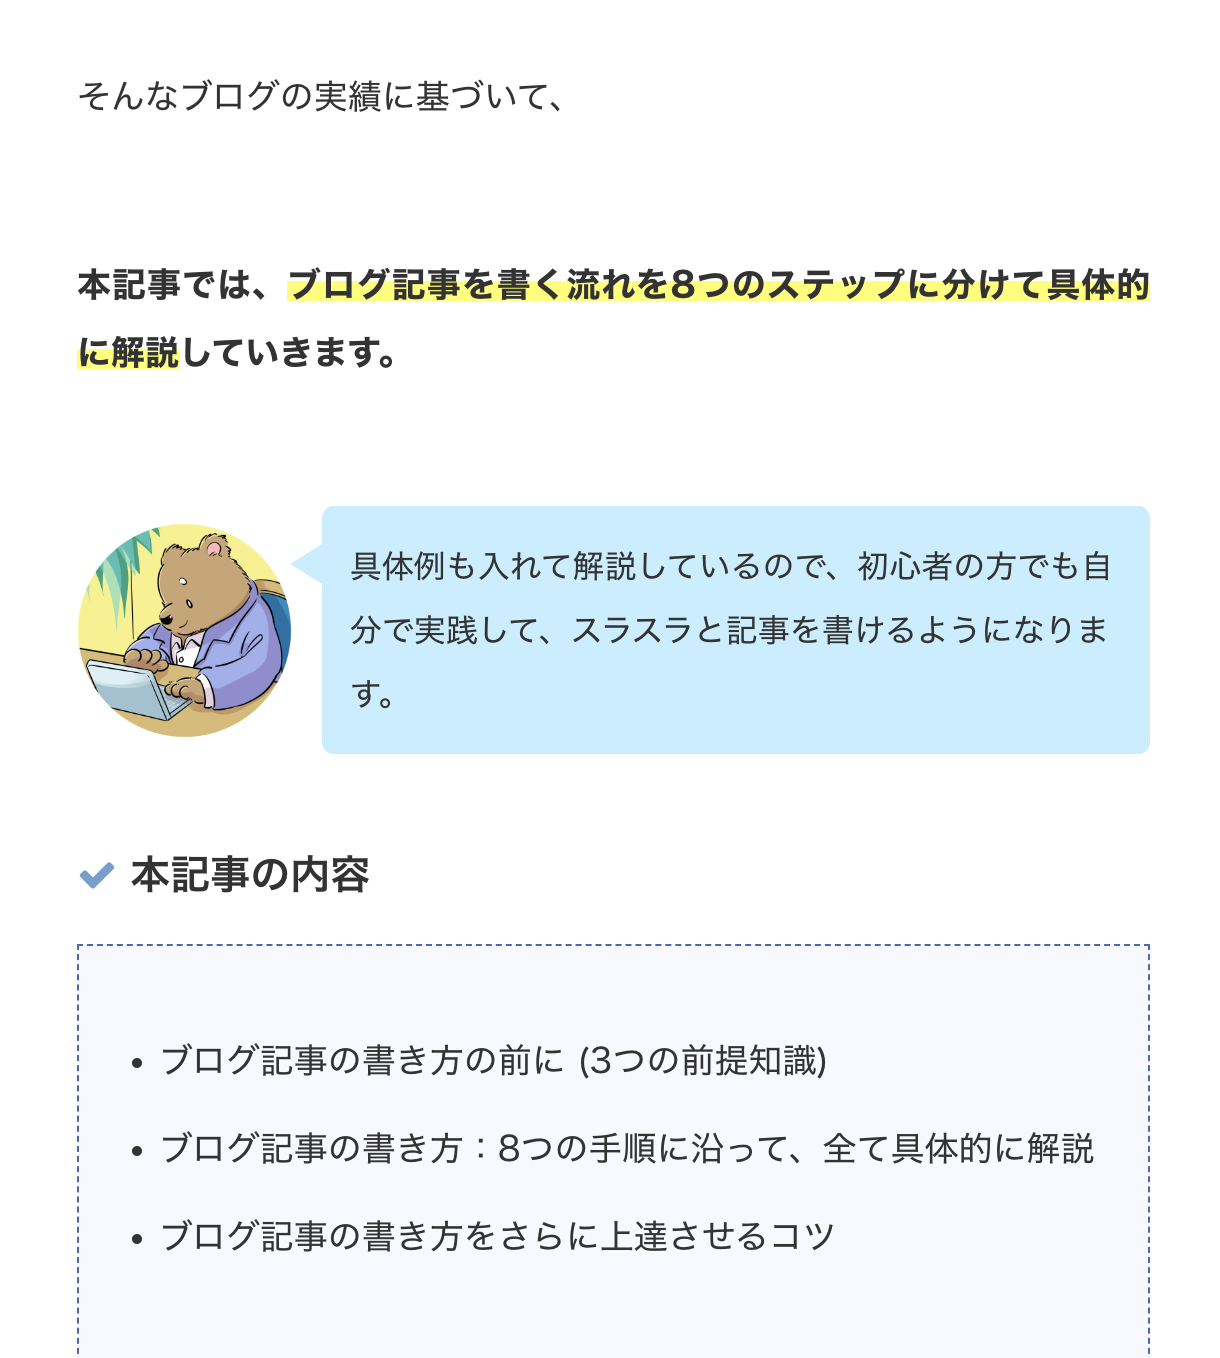 そんなブログの実績に基づいて、
本記事では、ブログ記事を書く流れを8つのステップに分けて具体的
に解説していきます。
具体例も入れて解説しているので、初心者の方でも自
分で実践して、スラスラと記事を書けるようになりま
す。
本記事の内容
• ブログ記事の書き方の前に (3つの前提知識)
• ブログ記事の書き方：8つの手順に沿って、全て具体的に解説
• ブログ記事の書き方をさらに上達させるコツ